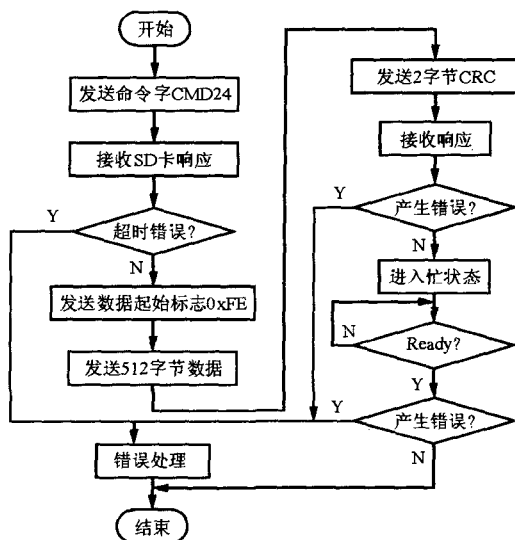 开始
发送命令字CMD24
接收SD卡响应
超时错误?
Y
N
发送数据起始标志0xFE
发送512字节数据
错误处理
结束
发送2字节CRC
接收响应
产生错误?
Y
N
进入忙状态
Ready?
N
Y
产生错误?
Y
N